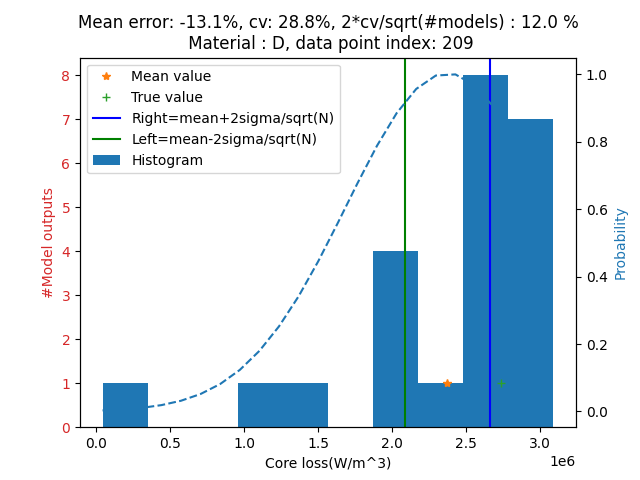 Mean error: -13.1%, cv: 28.8%, 2*cv/sqrt(#models) : 12.0 %
Material : D, data point index: 209
Mean value
True value
Right=mean+2sigma/sqrt(N)
Left=mean-2sigma/sqrt(N)
Histogram
#Model outputs
8
7
6
5
4
3
2
1
0
Probability
1.0
0.8
0.6
0.4
0.2
0.0
0.0 0.5 1.0 1.5 2.0 2.5 3.0
1e6
Core loss(W/m^3)